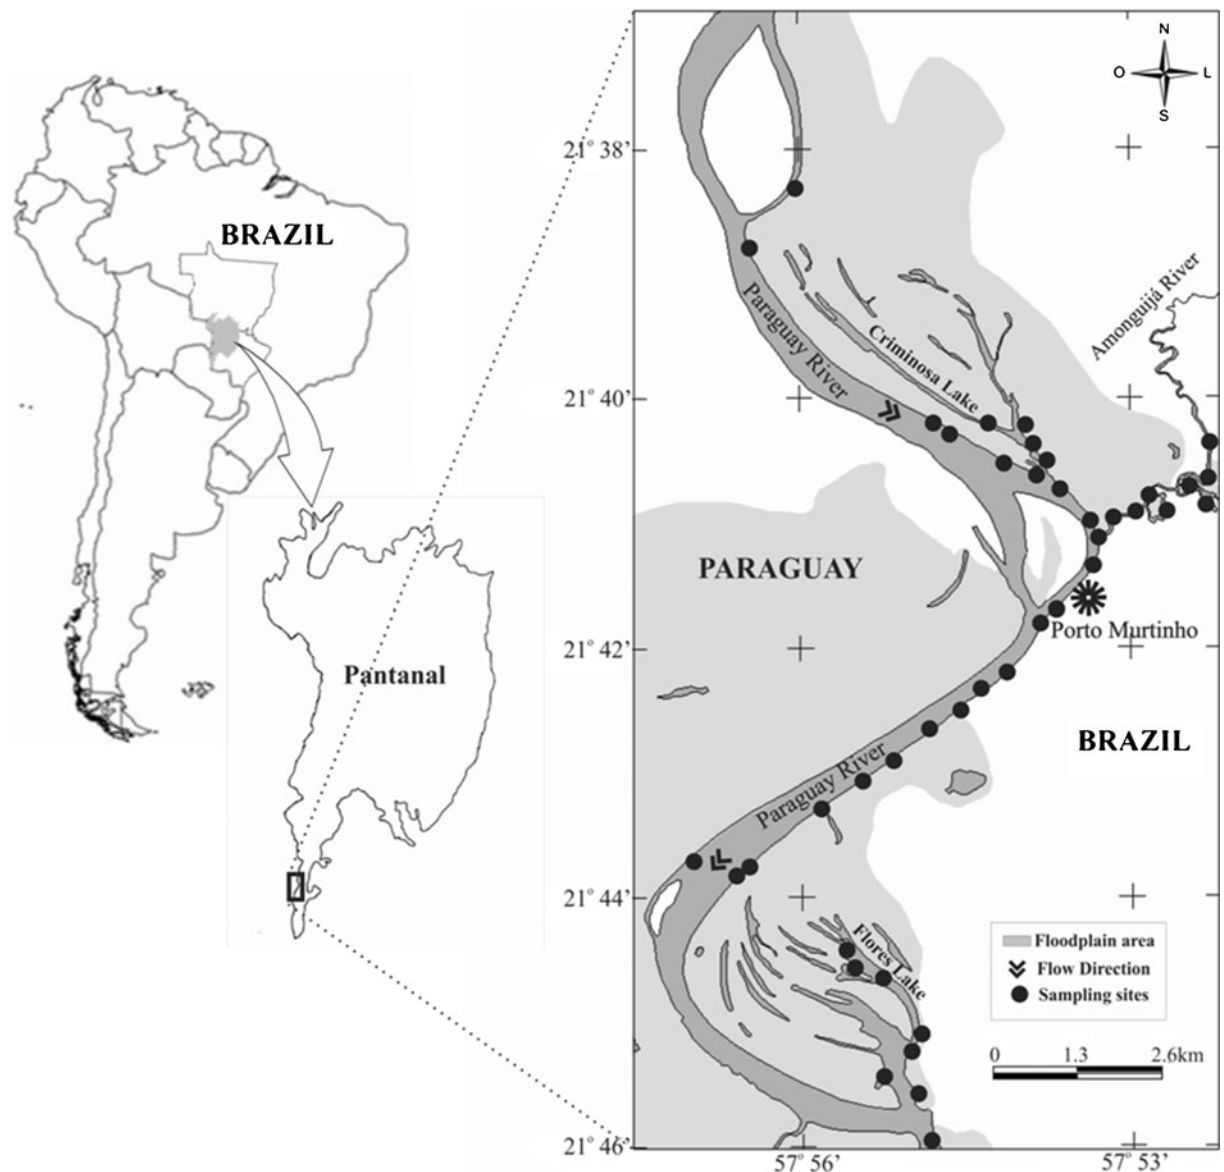 BRAZIL
Pantanal
N
O L
S
21° 38'
21° 40'
21° 42'
21° 44'
21° 46'
Paraguay River
Criminosa Lake
Amonguijá River
PARAGUAY
Porto Murtinho
BRAZIL
Paraguay River
Flores Lake
Floodplain area
Flow Direction
Sampling sites
0 1.3 2.6km
57° 56' 57° 53'